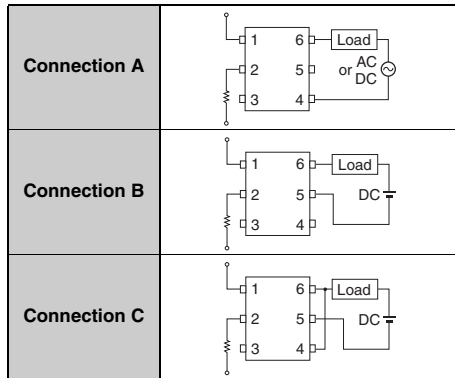 Connection A
1 6 Load
2 5 or AC DC
3 4
Connection B
1 6 Load
2 5 DC
3 4
Connection C
1 6 Load
2 5 DC
3 4